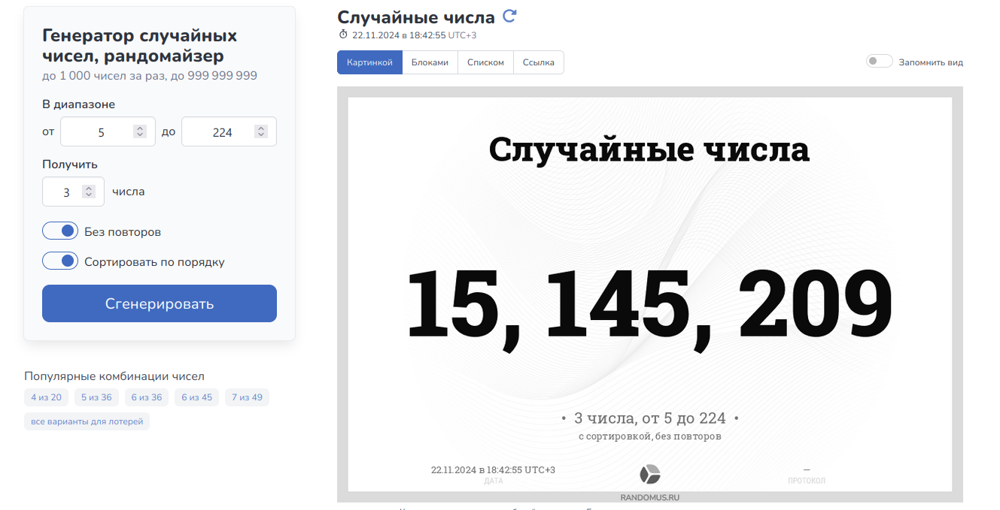 Генератор случайных
чисел, рандомайзер
до 1 000 чисел за раз, до 999 999 999
В диапазоне
от 5 до 224
Получить
3 числа
Без повторов
Сортировать по порядку
Сгенерировать
Популярные комбинации чисел
4 из 20 5 из 36 6 из 36 6 из 45 7 из 49
все варианты для лотерей
Случайные числа
22.11.2024 в 18:42:55 UTC+3
Картинкой Блоками Списком Ссылка
Запомнить вид
Случайные числа
15, 145, 209
• 3 числа, от 5 до 224 •
с сортировкой, без повторов
22.11.2024 в 18:42:55 UTC+3 —
ДАТА ПРОТОКОЛ
RANDOMUS.RU